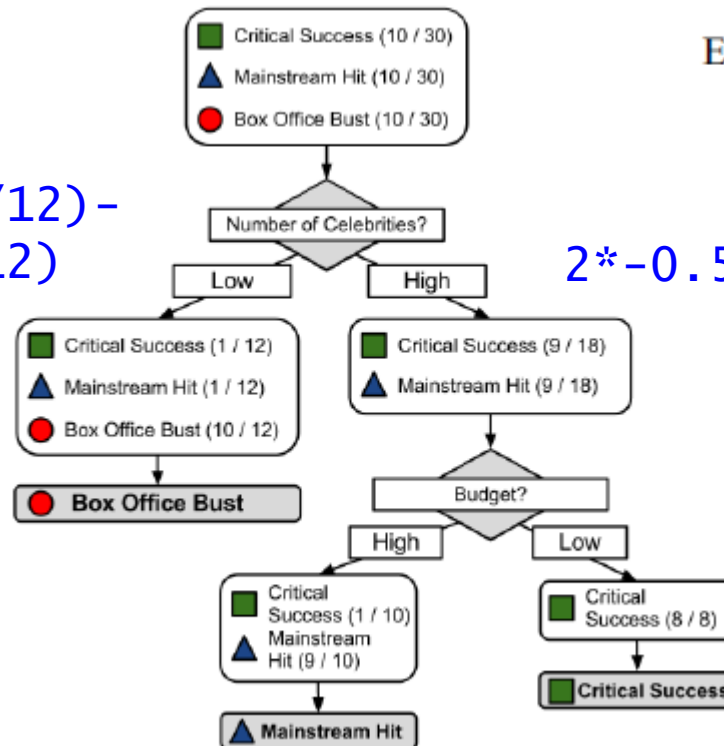 Critical Success (10 / 30)
Mainstream Hit (10 / 30)
Box Office Bust (10 / 30)
E
/12)-
12)
Number of Celebrities?
2*-0.5
Low
High
Critical Success (1 / 12)
Mainstream Hit (1 / 12)
Box Office Bust (10 / 12)
Critical Success (9 / 18)
Mainstream Hit (9 / 18)
Box Office Bust
Budget?
High
Low
Critical
Success (1 / 10)
Mainstream
Hit (9 / 10)
Critical
Success (8 / 8)
Mainstream Hit
Critical Success